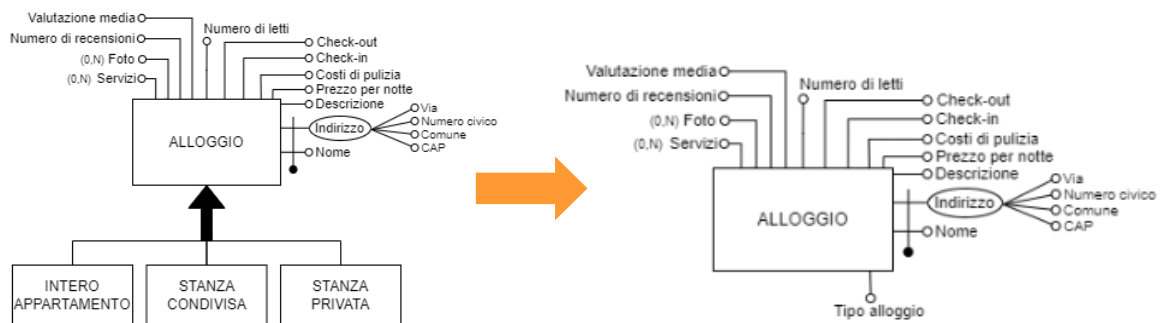 Valutazione media
Numero di letti
Numero di recensioni
Check-out
(0,N) Foto
Check-in
(0,N) Servizi
Costi di pulizia
Prezzo per notte
Descrizione
Via
Indirizzo
Numero civico
Comune
CAP
ALLOGGIO
Nome
INTERO
APPARTAMENTO
STANZA
CONDIVISA
STANZA
PRIVATA
Valutazione media
Numero di letti
Numero di recensioni
Check-out
(0,N) Foto
Check-in
(0,N) Servizi
Costi di pulizia
Prezzo per notte
Descrizione
Via
Indirizzo
Numero civico
Comune
CAP
ALLOGGIO
Nome
Tipo alloggio